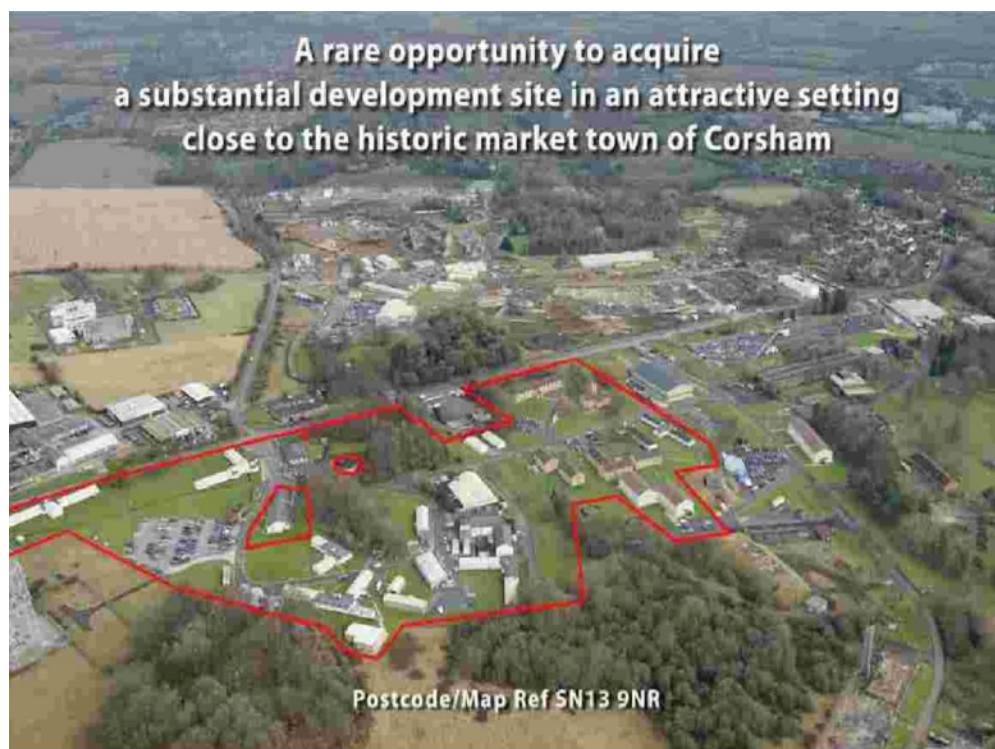 A rare opportunity to acquire
a substantial development site in an attractive setting
close to the historic market town of Corsham
Postcode/Map Ref SN13 9NR